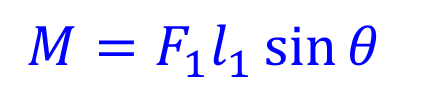 M = F₁l₁ sin θ